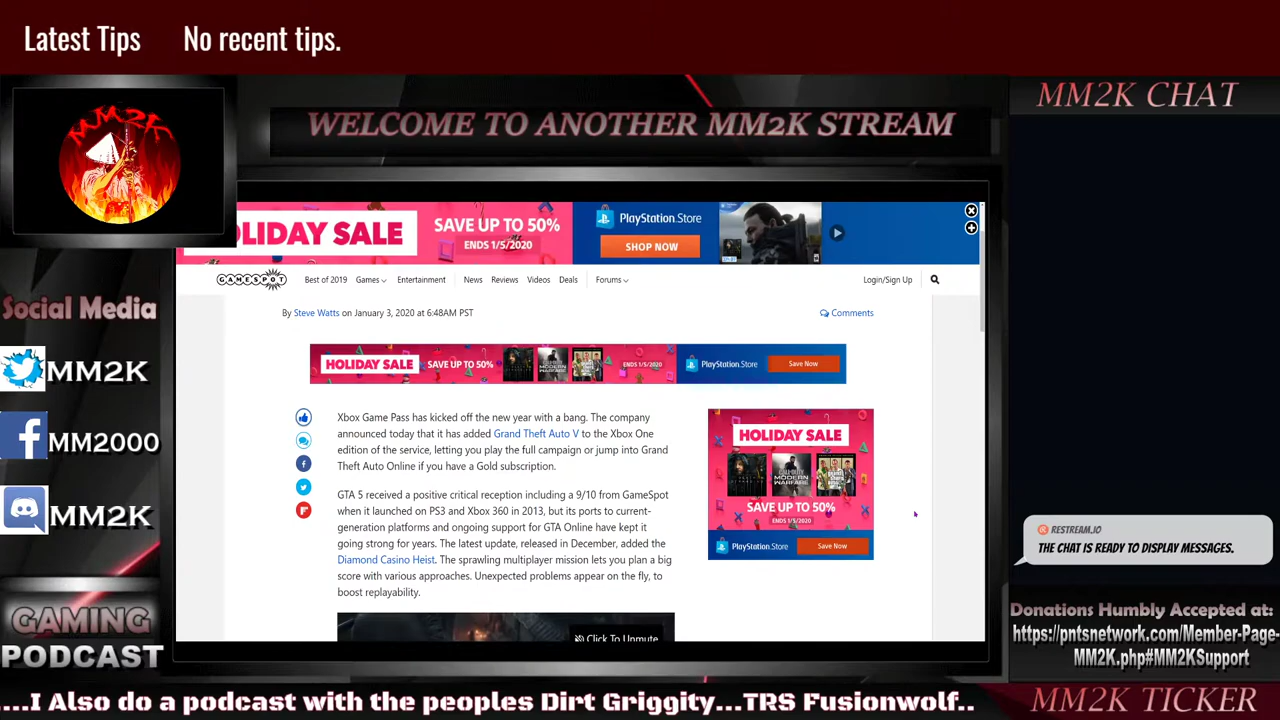 Latest Tips No recent tips.
MM2K
WELCOME TO ANOTHER MM2K STREAM
MM2K CHAT
HOLIDAY SALE SAVE UP TO 50% ENDS 1/5/2020 PlayStation.Store SHOP NOW
GAMESPOT Best of 2019 Games Entertainment News Reviews Videos Deals Forums Login/Sign Up
By Steve Watts on January 3, 2020 at 6:48AM PST Comments
HOLIDAY SALE SAVE UP TO 50% ENDS 1/5/2020 PlayStation.Store Save Now
Xbox Game Pass has kicked off the new year with a bang. The company
announced today that it has added Grand Theft Auto V to the Xbox One
edition of the service, letting you play the full campaign or jump into Grand
Theft Auto Online if you have a Gold subscription.
GTA 5 received a positive critical reception including a 9/10 from GameSpot
when it launched on PS3 and Xbox 360 in 2013, but its ports to current-
generation platforms and ongoing support for GTA Online have kept it
going strong for years. The latest update, released in December, added the
Diamond Casino Heist. The sprawling multiplayer mission lets you plan a big
score with various approaches. Unexpected problems appear on the fly, to
boost replayability.
Click To Unmute
HOLIDAY SALE
SAVE UP TO 50%
ENDS 1/5/2020
PlayStation.Store Save Now
Social Media
MM2K
MM2000
MM2K
GAMING
PODCAST
RESTREAM.IO
THE CHAT IS READY TO DISPLAY MESSAGES.
Donations Humbly Accepted at:
https://pntsnetwork.com/Member-Page-
MM2K.php#MM2KSupport
....I Also do a podcast with the peoples Dirt Griggity...TRS Fusionwolf..
MM2K TICKER